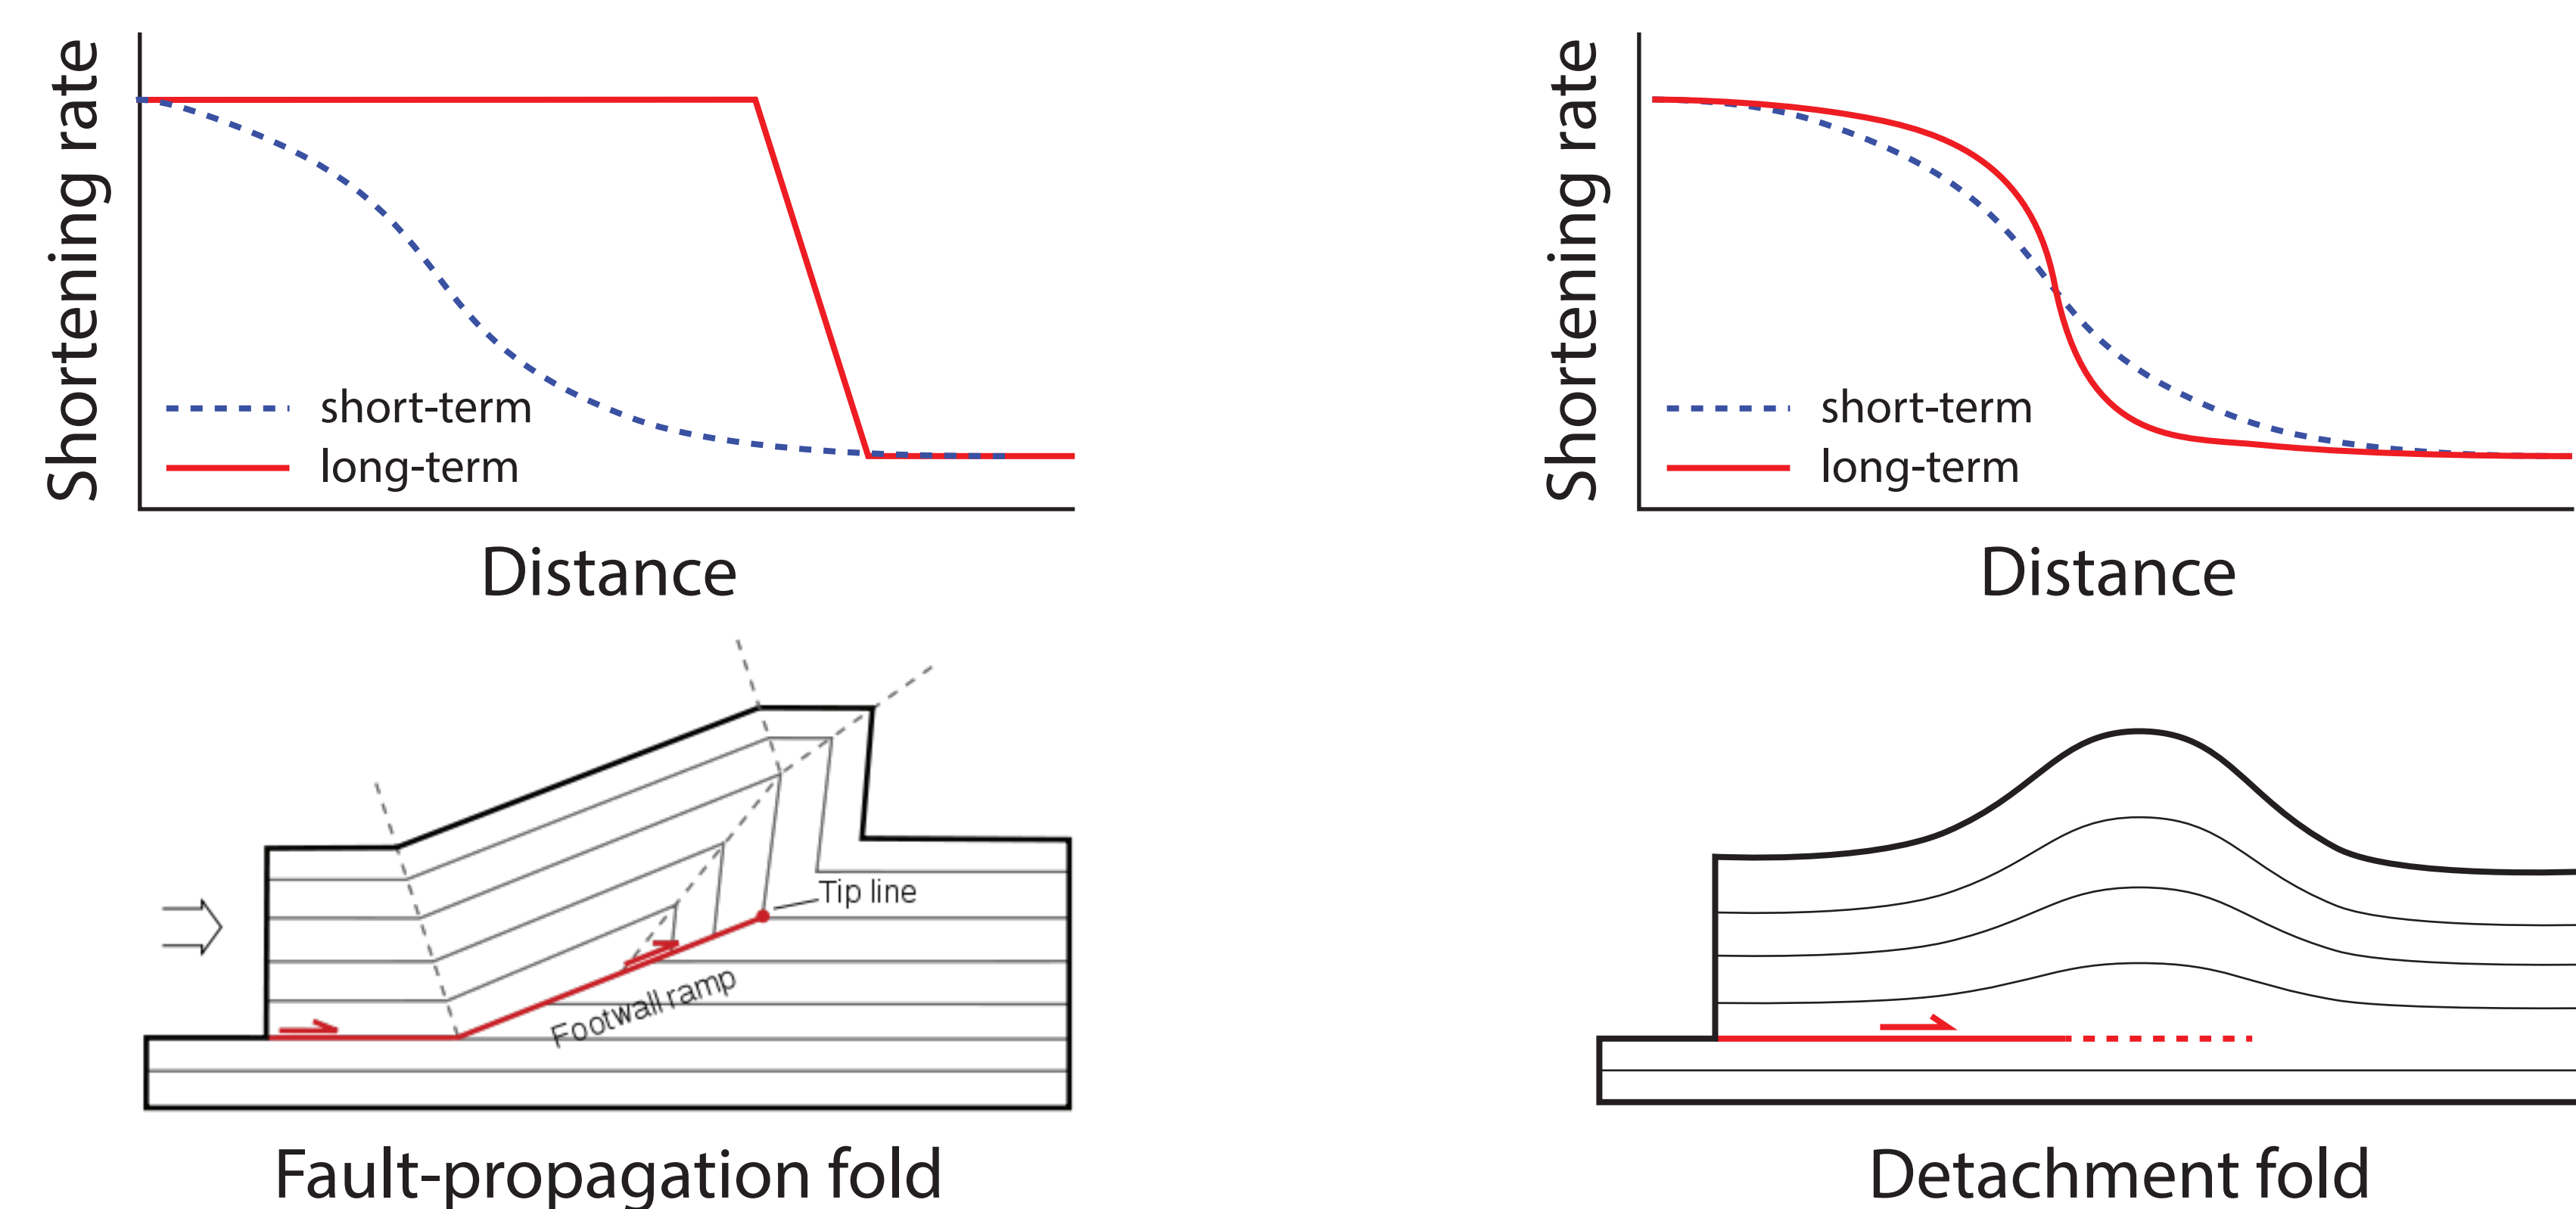 Shortening rate
short-term
long-term
Distance
Shortening rate
short-term
long-term
Distance
Tip line
Footwall ramp
Fault-propagation fold
Detachment fold